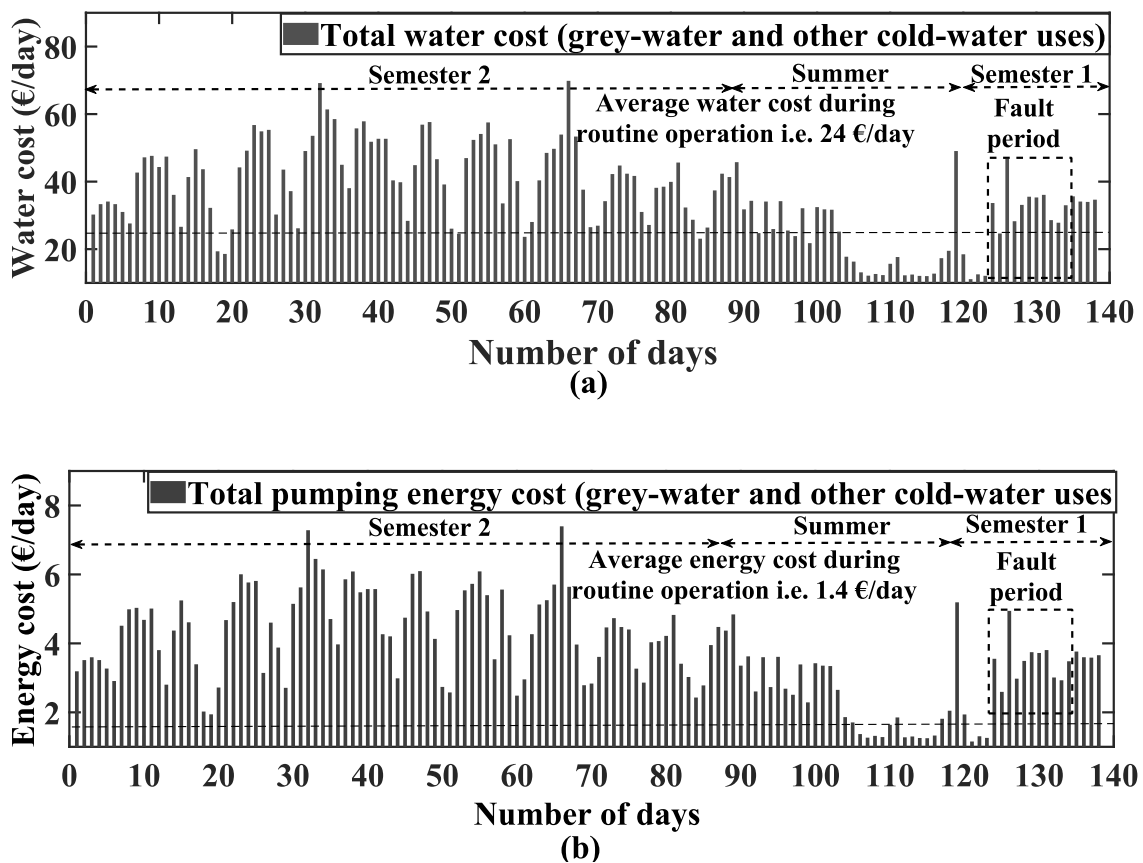 Total water cost (grey-water and other cold-water uses)
Semester 2
Summer
Semester 1
Average water cost during
routine operation i.e. 24 €/day
Fault
period
Water cost (€/day)
80
60
40
20
0 10 20 30 40 50 60 70 80 90 100 110 120 130 140
Number of days
(a)
Total pumping energy cost (grey-water and other cold-water uses
Semester 2
Summer
Semester 1
Average energy cost during
routine operation i.e. 1.4 €/day
Fault
period
Energy cost (€/day)
8
6
4
2
0 10 20 30 40 50 60 70 80 90 100 110 120 130 140
Number of days
(b)